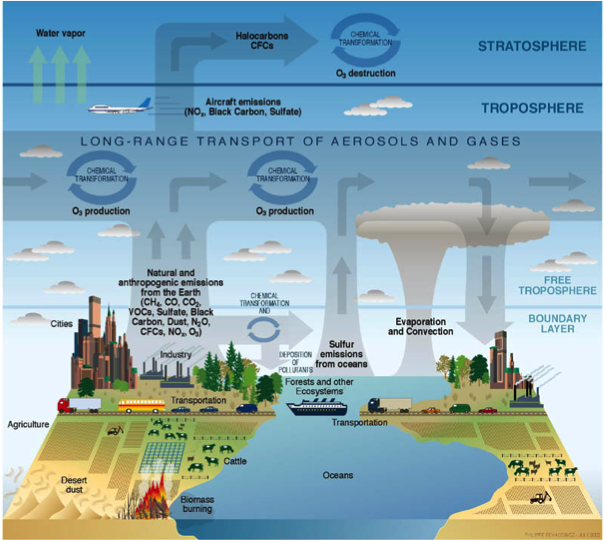 Water vapor
Halocarbons
CFCs
CHEMICAL
TRANSFORMATION
O₃ destruction
STRATOSPHERE
Aircraft emissions
(NOₓ, Black Carbon, Sulfate)
TROPOSPHERE
LONG-RANGE TRANSPORT OF AEROSOLS AND GASES
CHEMICAL
TRANSFORMATION
O₃ production
CHEMICAL
TRANSFORMATION
O₃ production
FREE
TROPOSPHERE
BOUNDARY
LAYER
Natural and
anthropogenic emissions
from the Earth
(CH₄, CO, CO₂,
VOCs, Sulfate, Black
Carbon, Dust, N₂O,
CFCs, NOₓ, O₃)
CHEMICAL
TRANSFORMATION
AND
DEPOSITION
OF
POLLUTANTS
Sulfur
emissions
from oceans
Evaporation
and Convection
Cities
Industry
Forests and other
Ecosystems
Transportation
Transportation
Agriculture
Cattle
Desert
dust
Biomass
burning
Oceans